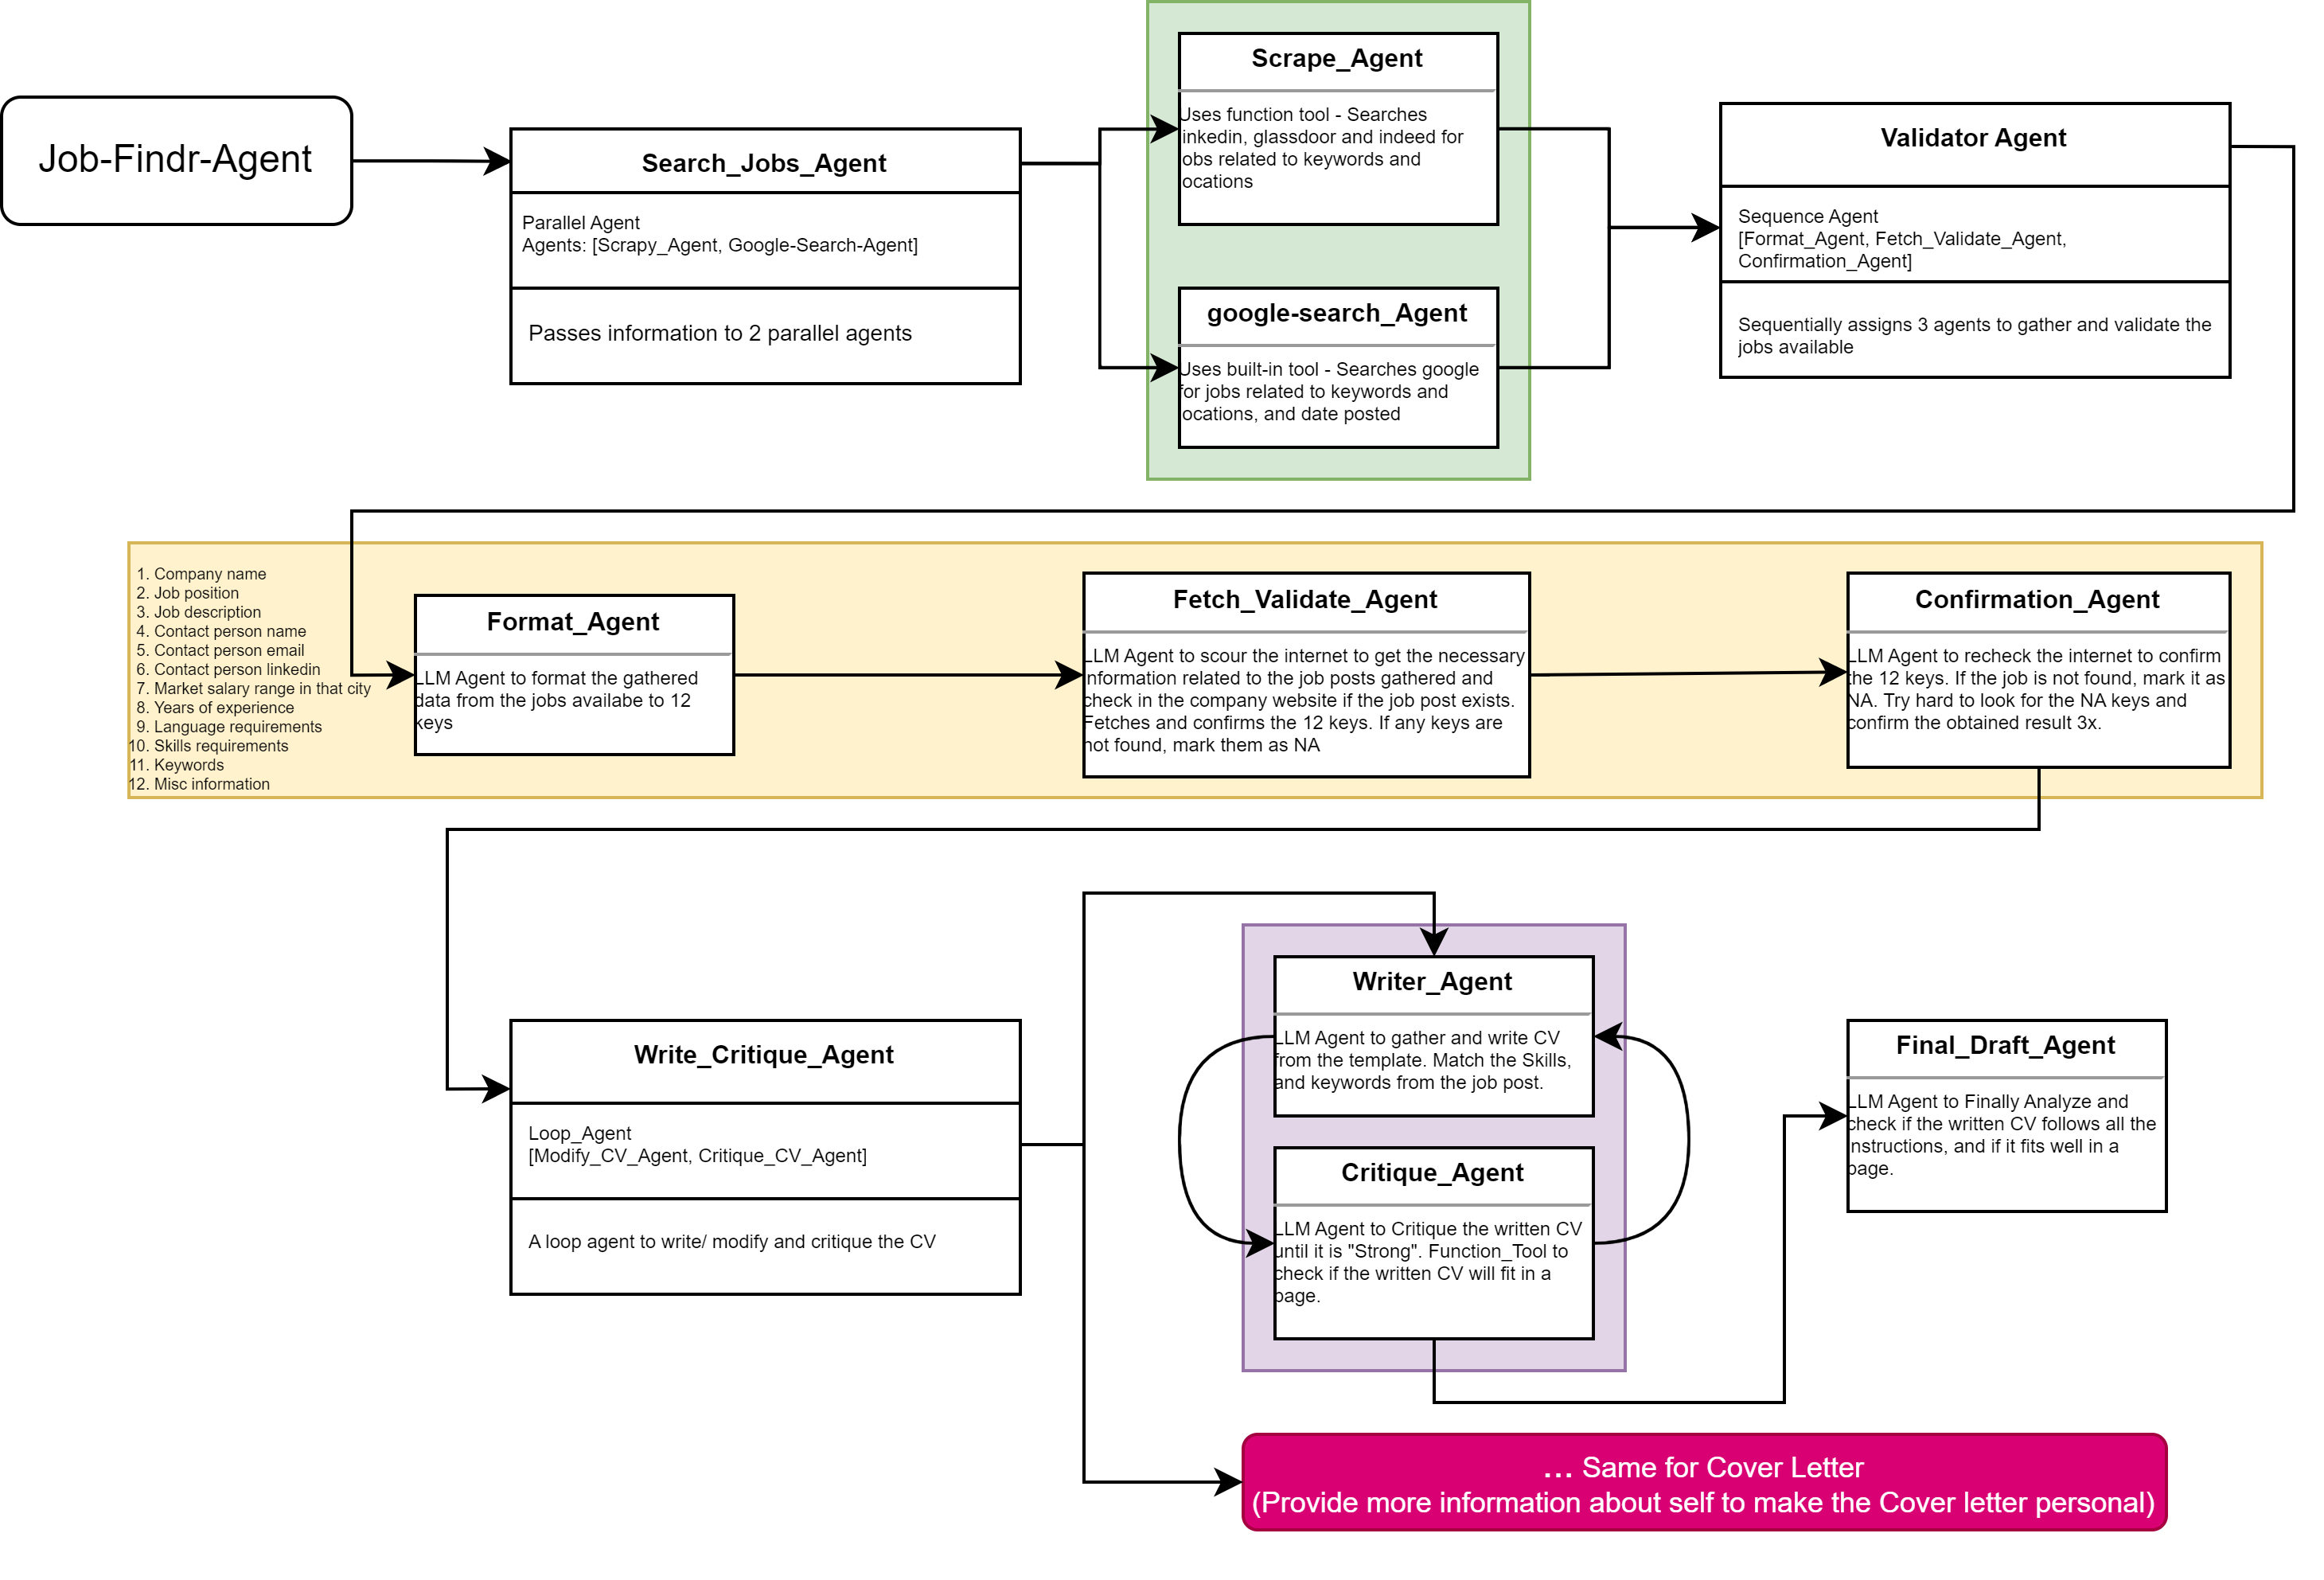 Job-Findr-Agent
Search_Jobs_Agent
Parallel Agent
Agents: [Scrapy_Agent, Google-Search-Agent]
Passes information to 2 parallel agents
Scrape_Agent
Uses function tool - Searches
inkedin, glassdoor and indeed for
obs related to keywords and
ocations
google-search_Agent
Uses built-in tool - Searches google
for jobs related to keywords and
ocations, and date posted
Validator Agent
Sequence Agent
[Format_Agent, Fetch_Validate_Agent,
Confirmation_Agent]
Sequentially assigns 3 agents to gather and validate the
jobs available
1. Company name
2. Job position
3. Job description
4. Contact person name
5. Contact person email
6. Contact person linkedin
7. Market salary range in that city
8. Years of experience
9. Language requirements
10. Skills requirements
11. Keywords
12. Misc information
Format_Agent
LLM Agent to format the gathered
data from the jobs availabe to 12
keys
Fetch_Validate_Agent
LLM Agent to scour the internet to get the necessary
information related to the job posts gathered and
check in the company website if the job post exists.
Fetches and confirms the 12 keys. If any keys are
not found, mark them as NA
Confirmation_Agent
LLM Agent to recheck the internet to confirm
the 12 keys. If the job is not found, mark it as
NA. Try hard to look for the NA keys and
confirm the obtained result 3x.
Write_Critique_Agent
Loop_Agent
[Modify_CV_Agent, Critique_CV_Agent]
A loop agent to write/ modify and critique the CV
Writer_Agent
LLM Agent to gather and write CV
from the template. Match the Skills,
and keywords from the job post.
Critique_Agent
LLM Agent to Critique the written CV
until it is "Strong". Function_Tool to
check if the written CV will fit in a
page.
Final_Draft_Agent
LLM Agent to Finally Analyze and
check if the written CV follows all the
instructions, and if it fits well in a
page.
... Same for Cover Letter
(Provide more information about self to make the Cover letter personal)